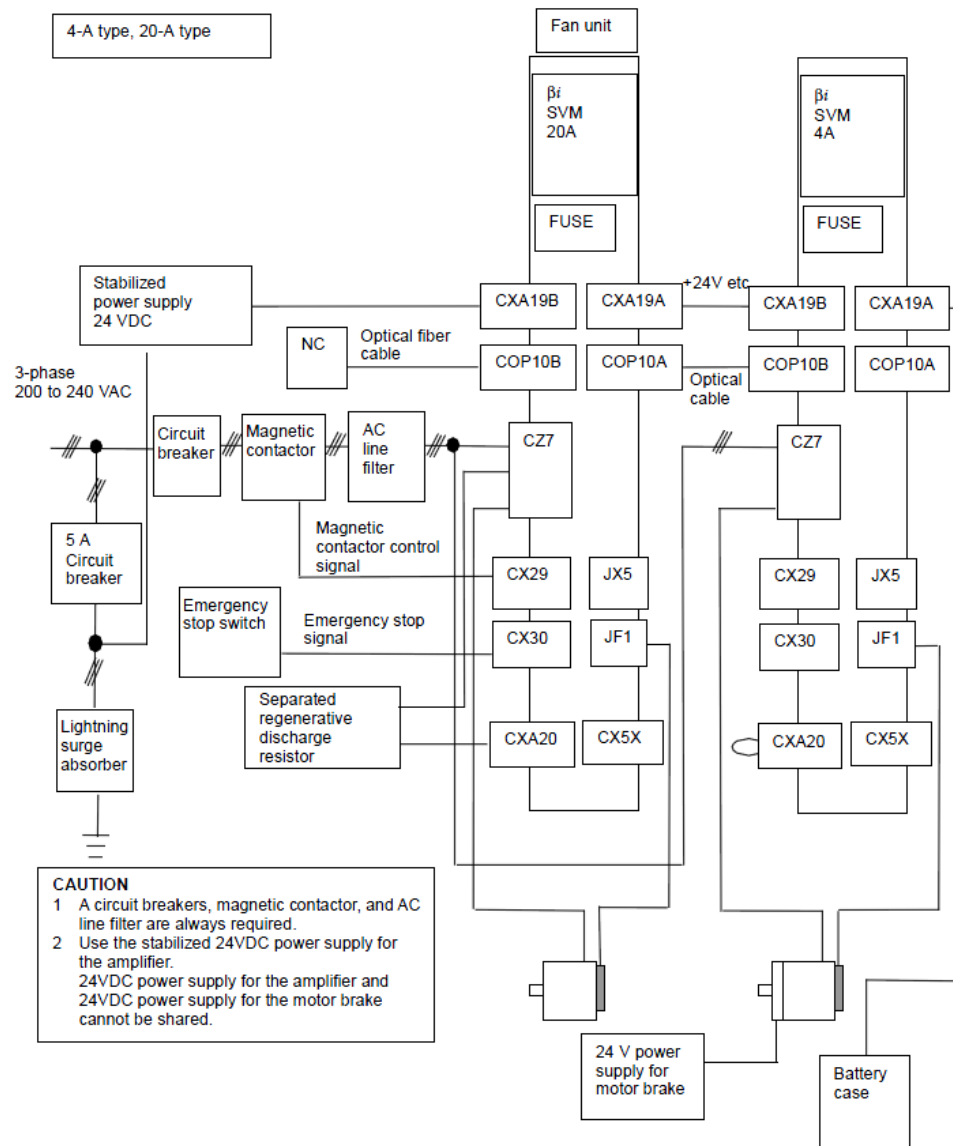 4-A type, 20-A type
Fan unit
βi
SVM
20A
βi
SVM
4A
FUSE
FUSE
Stabilized
power supply
24 VDC
CXA19B
CXA19A
+24V etc
CXA19B
CXA19A
NC
Optical fiber
cable
COP10B
COP10A
Optical
cable
COP10B
COP10A
3-phase
200 to 240 VAC
Circuit
breaker
Magnetic
contactor
AC
line
filter
CZ7
CZ7
5 A
Circuit
breaker
Magnetic
contactor control
signal
CX29
JX5
CX29
JX5
Emergency
stop switch
Emergency stop
signal
CX30
JF1
CX30
JF1
Separated
regenerative
discharge
resistor
CXA20
CX5X
CXA20
CX5X
Lightning
surge
absorber
CAUTION
1 A circuit breakers, magnetic contactor, and AC
line filter are always required.
2 Use the stabilized 24VDC power supply for
the amplifier.
24VDC power supply for the amplifier and
24VDC power supply for the motor brake
cannot be shared.
24 V power
supply for
motor brake
Battery
case